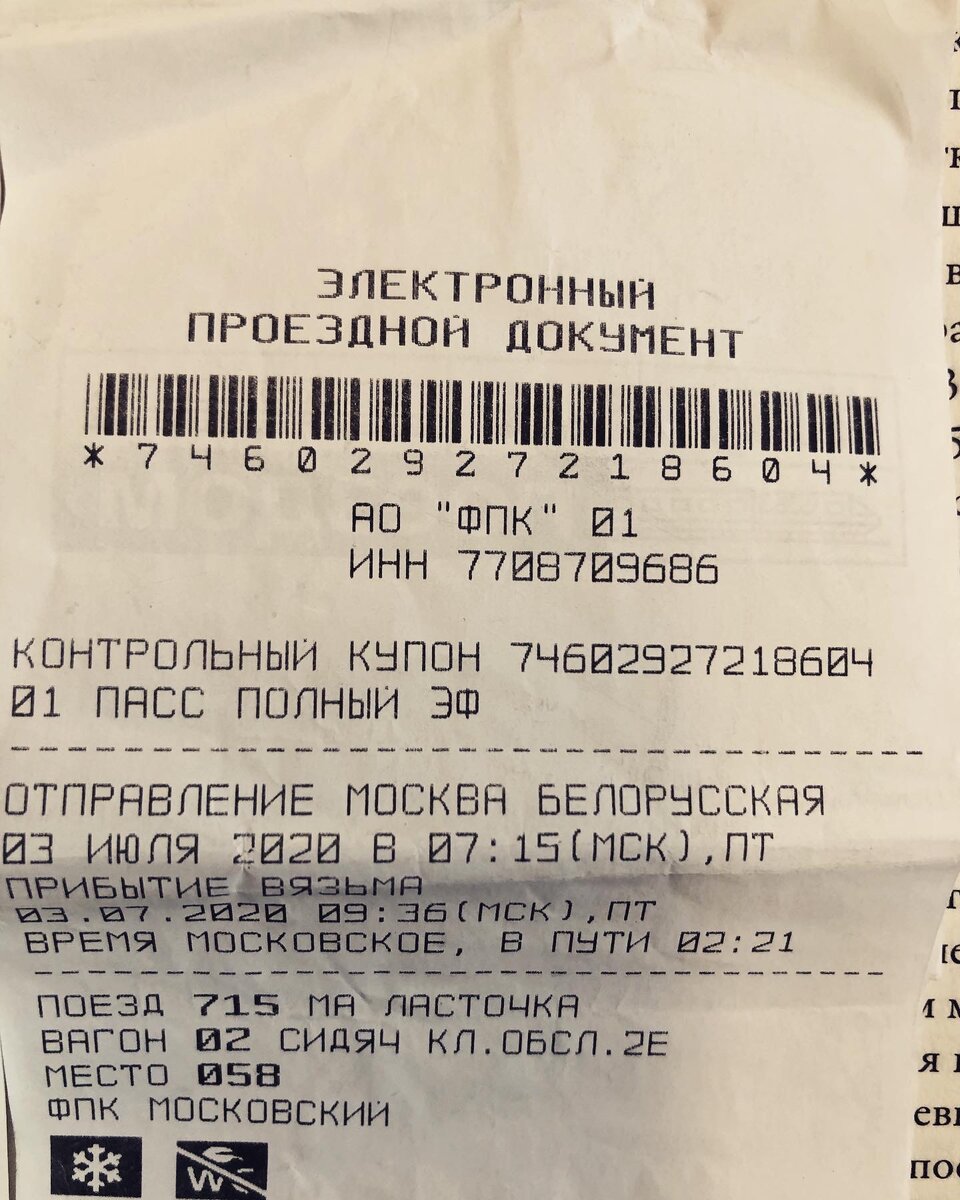 ЭЛЕКТРОННЫЙ
ПРОЕЗДНОЙ ДОКУМЕНТ
*74602927218604*
АО "ФПК" 01
ИНН 7708709686
КОНТРОЛЬНЫЙ КУПОН 74602927218604
01 ПАСС ПОЛНЫЙ ЭФ
ОТПРАВЛЕНИЕ МОСКВА БЕЛОРУССКАЯ
03 ИЮЛЯ 2020 В 07:15(МСК),ПТ
ПРИБЫТИЕ ВЯЗЬМА
03.07.2020 09:36(МСК),ПТ
ВРЕМЯ МОСКОВСКОЕ, В ПУТИ 02:21
ПОЕЗД 715 МА ЛАСТОЧКА
ВАГОН 02 СИДЯЧ КЛ.ОБСЛ.2Е
МЕСТО 058
ФПК МОСКОВСКИЙ
W